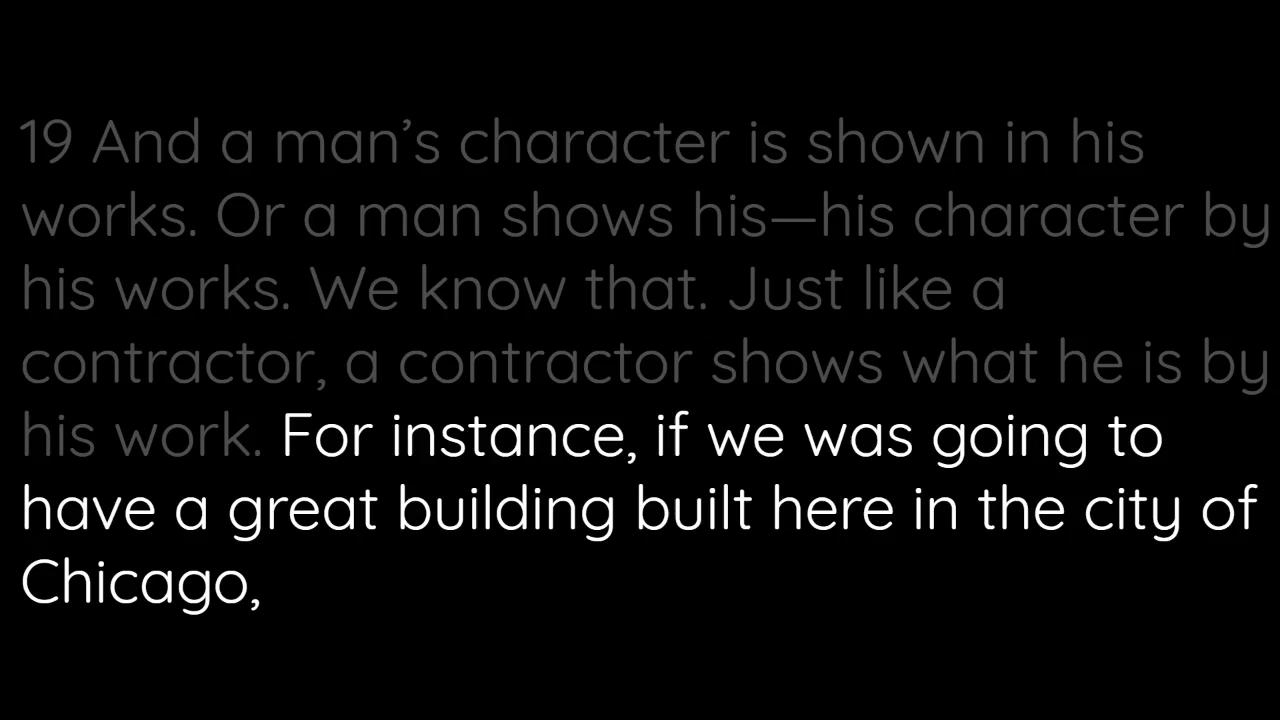 19 And a man’s character is shown in his
works. Or a man shows his—his character by
his works. We know that. Just like a
contractor, a contractor shows what he is by
his work. For instance, if we was going to
have a great building built here in the city of
Chicago,